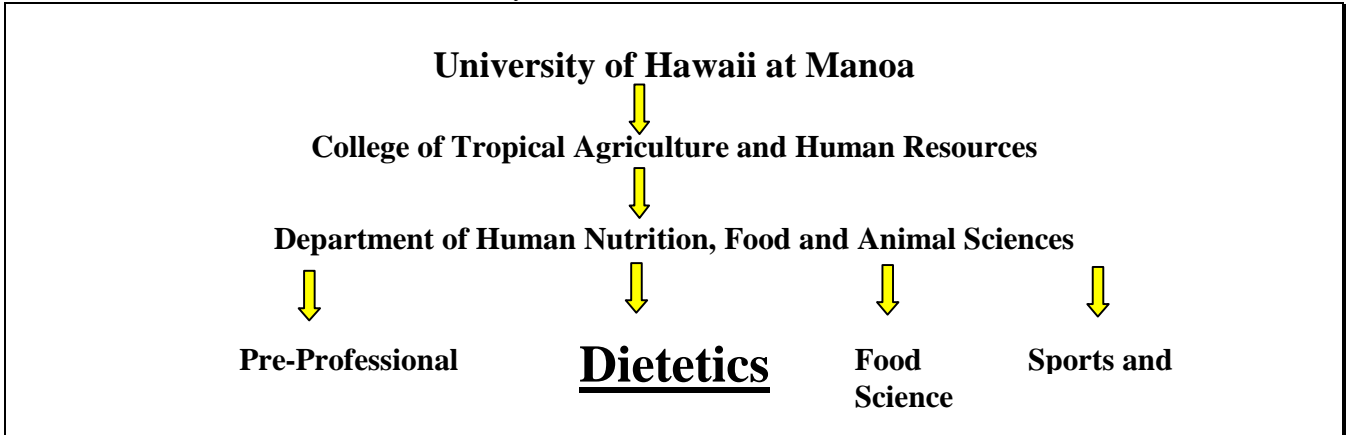 University of Hawaii at Manoa
College of Tropical Agriculture and Human Resources
Department of Human Nutrition, Food and Animal Sciences
Pre-Professional
Dietetics
Food
Science
Sports and